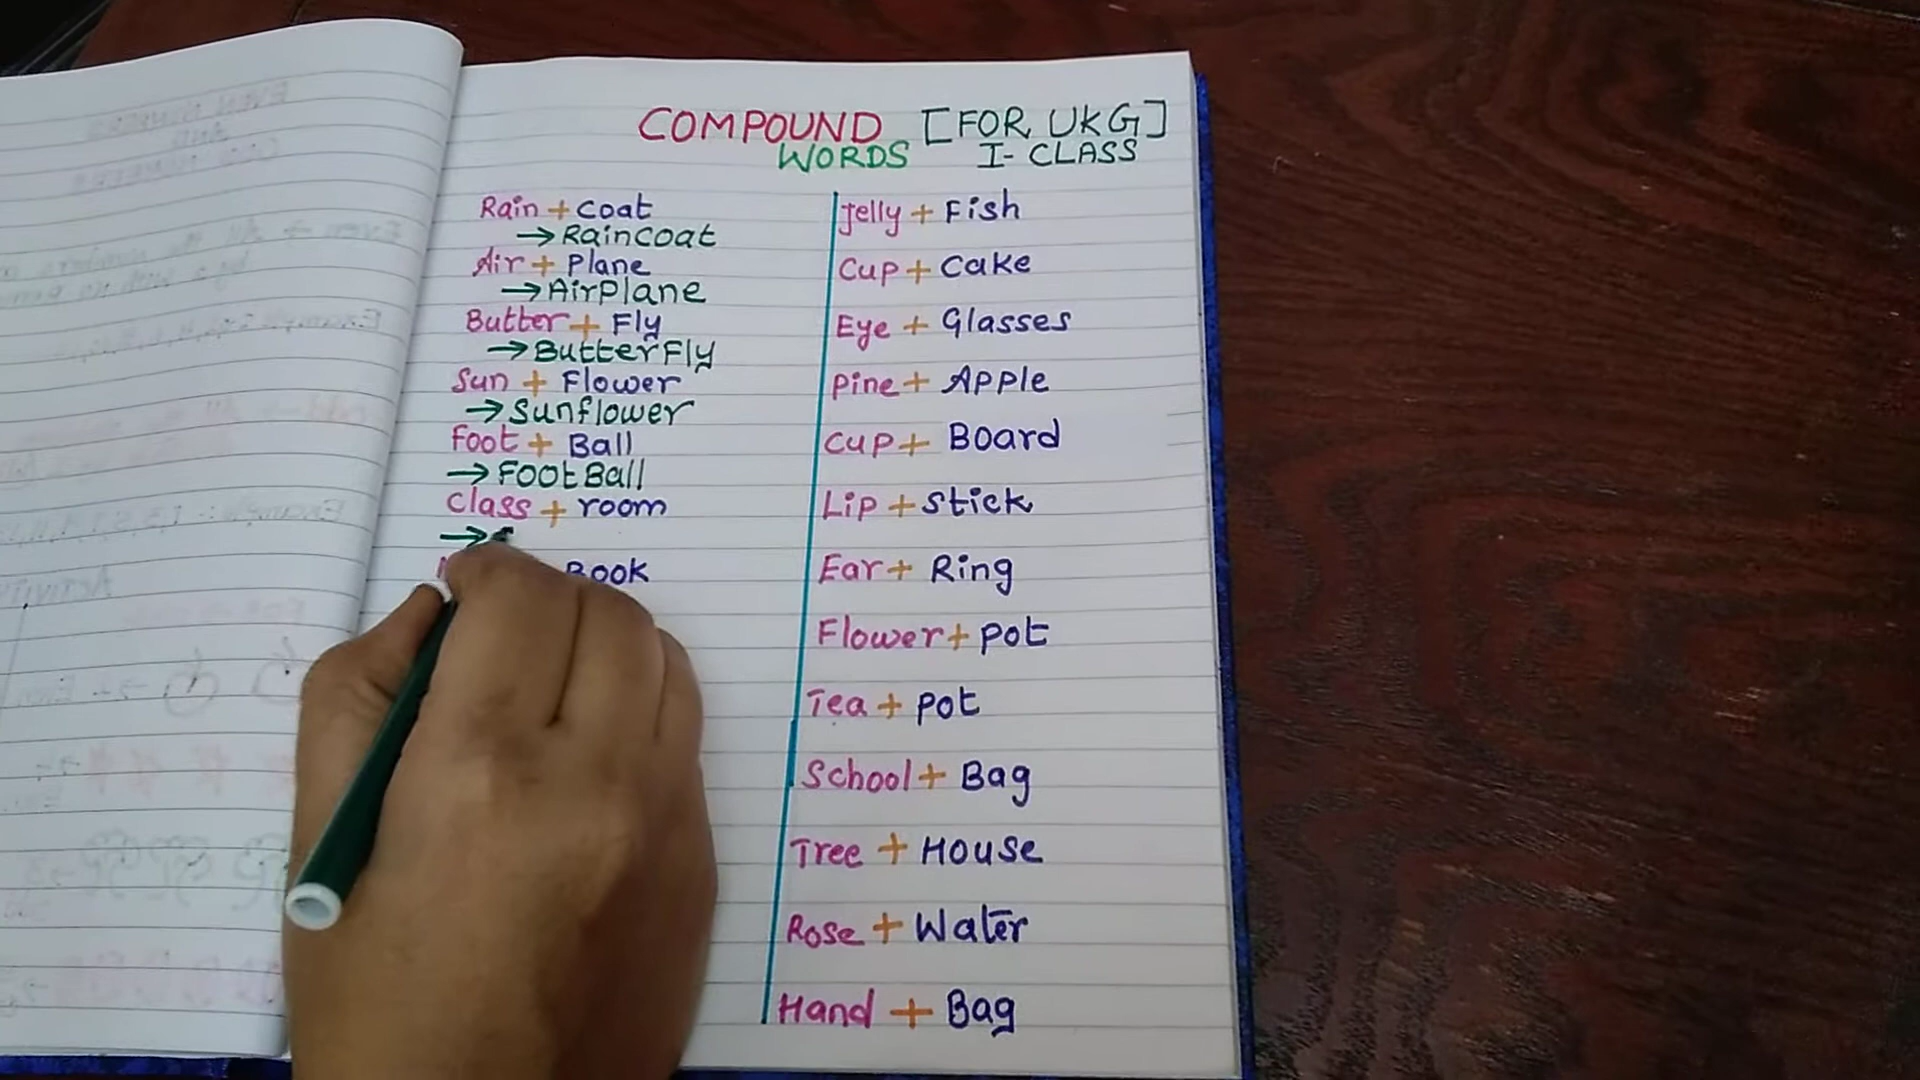 COMPOUND [FOR UKG]
WORDS I- CLASS
Rain + Coat
→ Raincoat
Air + Plane
→ AirPlane
Butter + Fly
→ ButterFly
Sun + Flower
→ Sunflower
Foot + Ball
→ FootBall
Class + room
→
Book
Jelly + Fish
Cup + Cake
Eye + Glasses
Pine + Apple
Cup + Board
Lip + Stick
Ear + Ring
Flower + Pot
Tea + Pot
School + Bag
Tree + House
Rose + Water
Hand + Bag